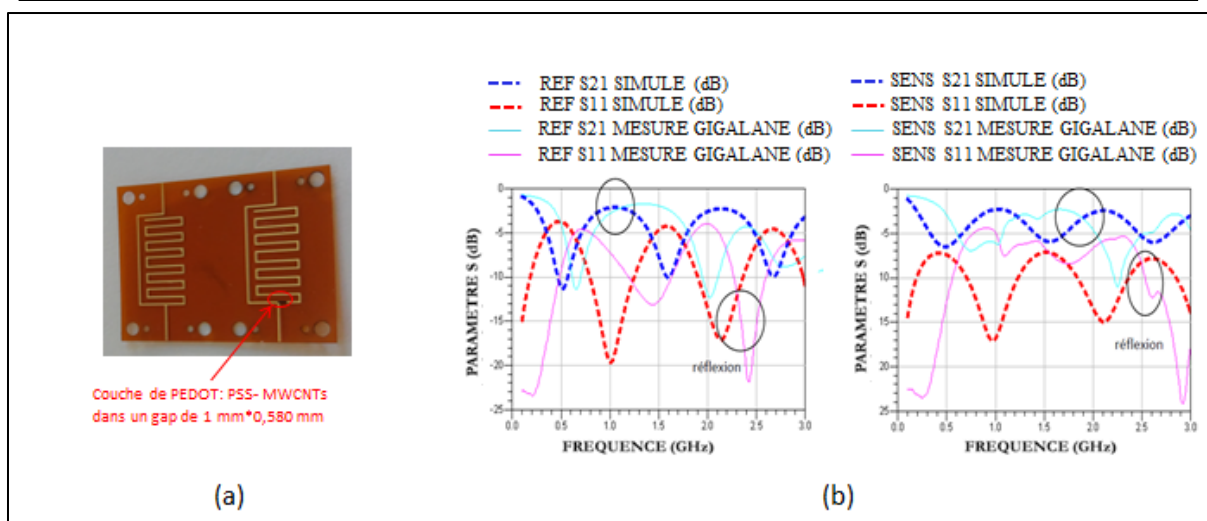 REF S21 SIMULE (dB)
REF S11 SIMULE (dB)
REF S21 MESURE GIGALANE (dB)
REF S11 MESURE GIGALANE (dB)
SENS S21 SIMULE (dB)
SENS S11 SIMULE (dB)
SENS S21 MESURE GIGALANE (dB)
SENS S11 MESURE GIGALANE (dB)
Couche de PEDOT: PSS- MWCNTs
dans un gap de 1 mm*0,580 mm
(a)
PARAMETRE S (dB)
0
-5
-10
-15
-20
-25
réflexion
0.0 0.5 1.0 1.5 2.0 2.5 3.0
FREQUENCE (GHz)
PARAMETRE S (dB)
0
5
10
15
20
25
réflexion
0.0 0.5 1.0 1.5 2.0 2.5 3.0
FREQUENCE (GHz)
(b)